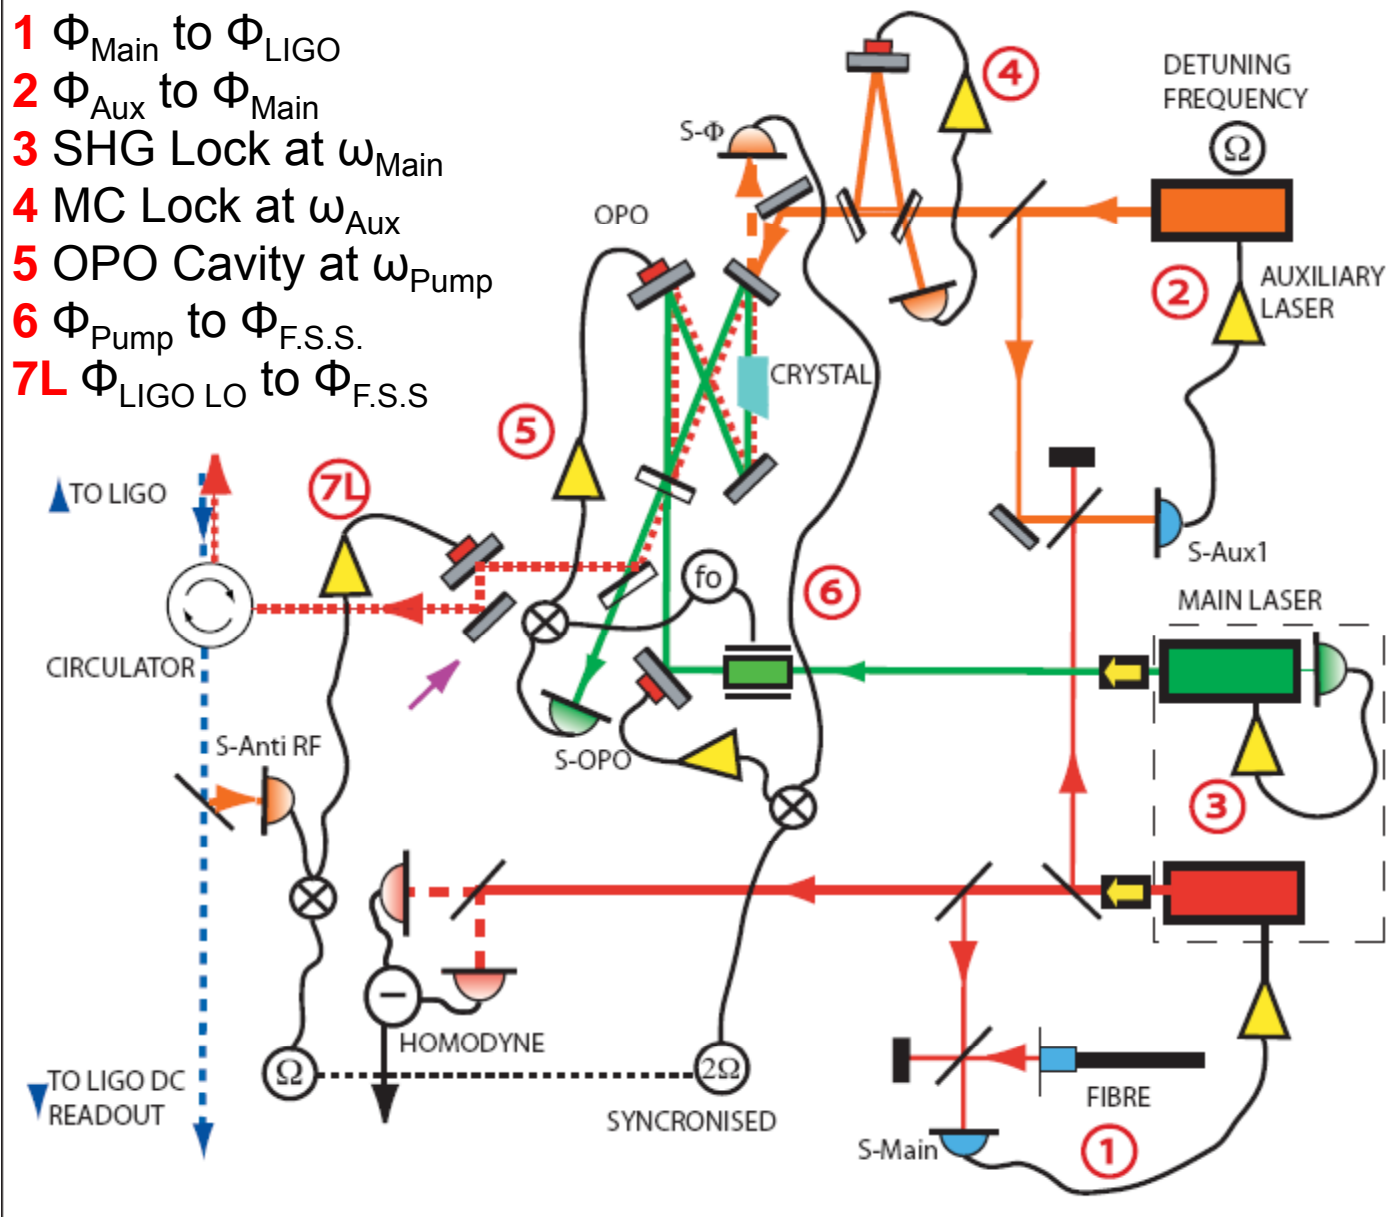 1 ΦMain to ΦLIGO
2 ΦAux to ΦMain
3 SHG Lock at ωMain
4 MC Lock at ωAux
5 OPO Cavity at ωPump
6 ΦPump to ΦF.S.S.
7L ΦLIGO LO to ΦF.S.S
4
DETUNING
FREQUENCY
Ω
S-Φ
OPO
2
AUXILIARY
LASER
CRYSTAL
5
7L
TO LIGO
S-Aux1
fo
6
MAIN LASER
CIRCULATOR
S-Anti RF
S-OPO
3
HOMODYNE
Ω
2Ω
TO LIGO DC
READOUT
SYNCRONISED
FIBRE
S-Main
1